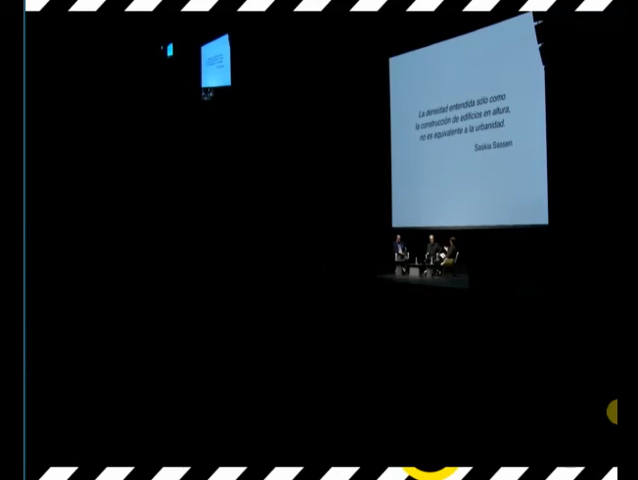 La densidad entendida sólo como
la construcción de edificios en altura,
no es equivalente a la urbanidad.
Saskia Sassen